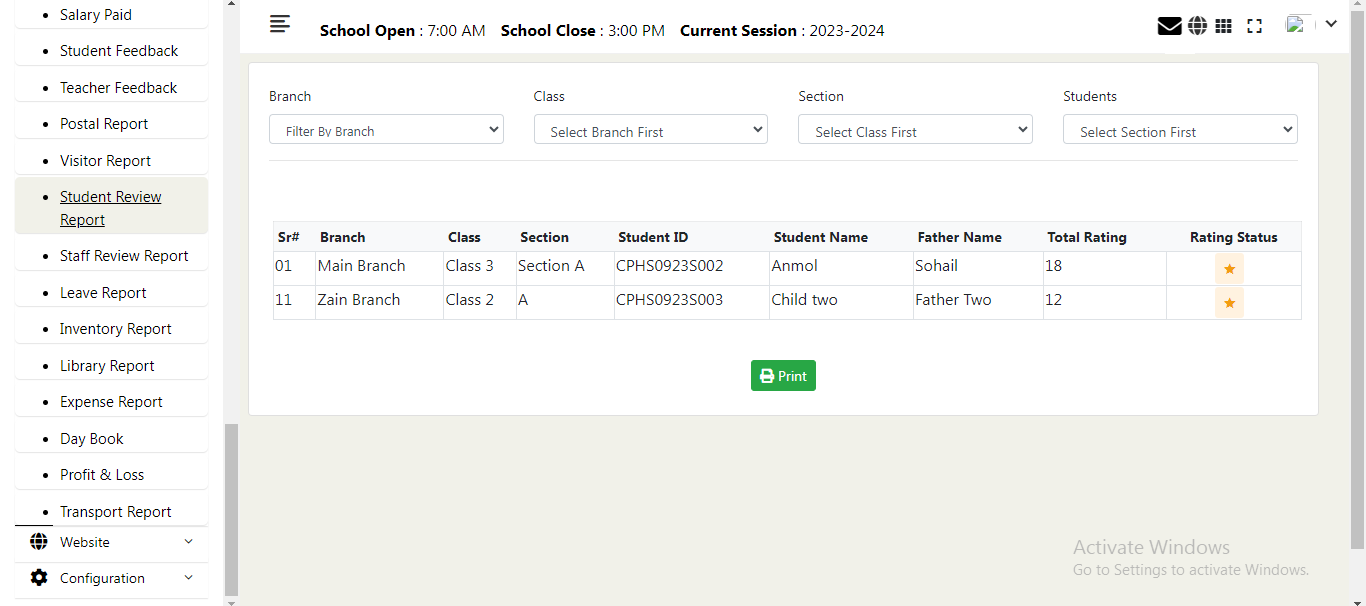 Salary Paid
Student Feedback
Teacher Feedback
Postal Report
Visitor Report
Student Review
Report
Staff Review Report
Leave Report
Inventory Report
Library Report
Expense Report
Day Book
Profit & Loss
Transport Report
Website
Configuration
School Open : 7:00 AM School Close : 3:00 PM Current Session : 2023-2024
Branch Class Section Students
Filter By Branch Select Branch First Select Class First Select Section First
Sr# Branch Class Section Student ID Student Name Father Name Total Rating Rating Status
01 Main Branch Class 3 Section A CPHS0923S002 Anmol Sohail 18
11 Zain Branch Class 2 A CPHS0923S003 Child two Father Two 12
Print
Activate Windows
Go to Settings to activate Windows.